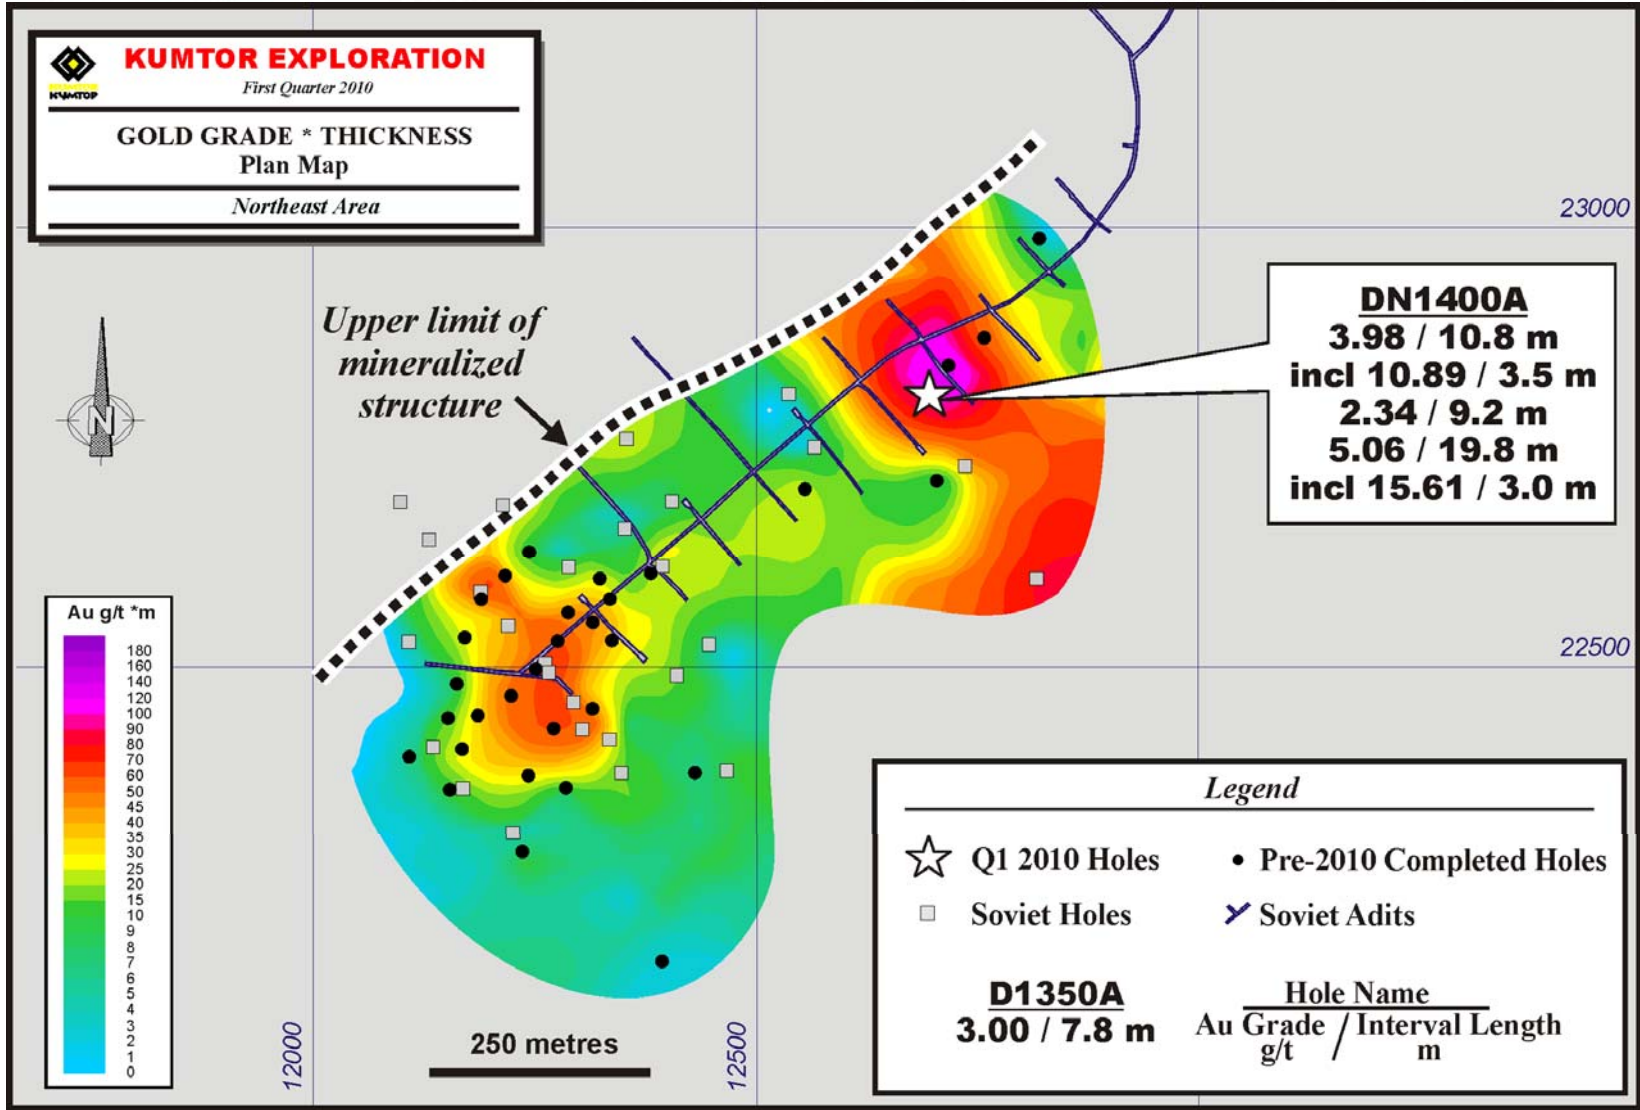 KUMTOR EXPLORATION
First Quarter 2010
KUMTOR
КУМТОР
GOLD GRADE * THICKNESS
Plan Map
Northeast Area
Upper limit of
mineralized
structure
N
23000
22500
12000
12500
DN1400A
3.98 / 10.8 m
incl 10.89 / 3.5 m
2.34 / 9.2 m
5.06 / 19.8 m
incl 15.61 / 3.0 m
Au g/t *m
180
160
140
120
100
90
80
70
60
50
45
40
35
30
25
20
15
10
9
8
7
6
5
4
3
2
1
0
250 metres
Legend
Q1 2010 Holes
Pre-2010 Completed Holes
Soviet Holes
Soviet Adits
D1350A
3.00 / 7.8 m
Hole Name
Au Grade / Interval Length
g/t m